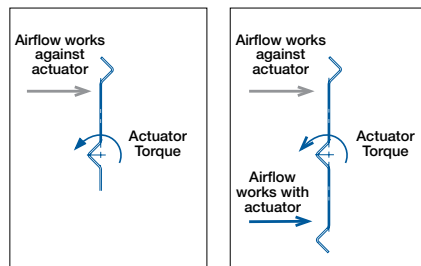 Airflow works
against
actuator
Actuator
Torque
Airflow works
against
actuator
Actuator
Torque
Airflow
works with
actuator